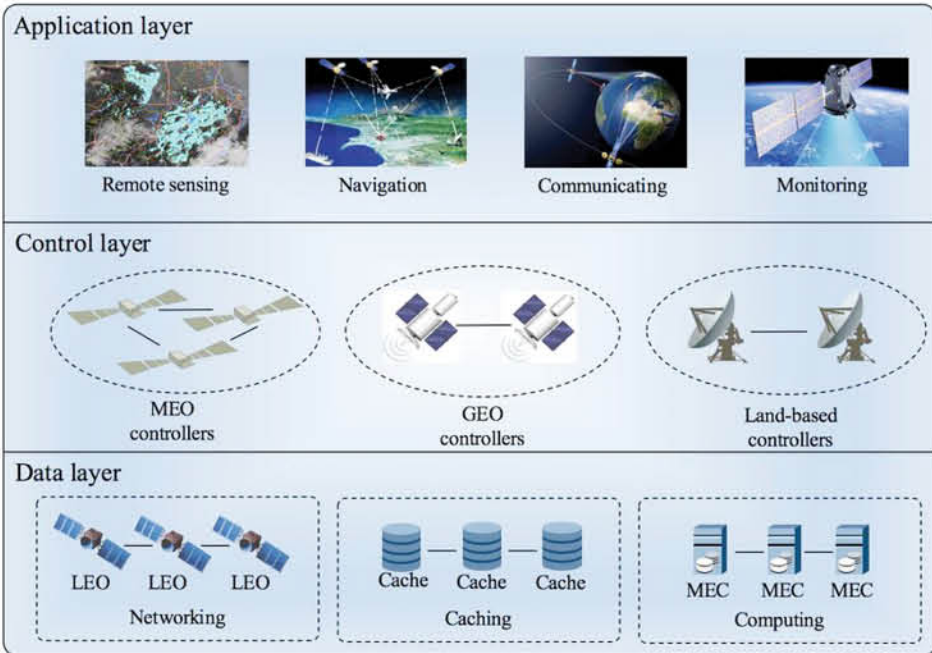 Application layer
Remote sensing
Navigation
Communicating
Monitoring
Control layer
MEO
controllers
GEO
controllers
Land-based
controllers
Data layer
LEO
LEO
LEO
Networking
Cache
Cache
Cache
Caching
MEC
MEC
MEC
Computing